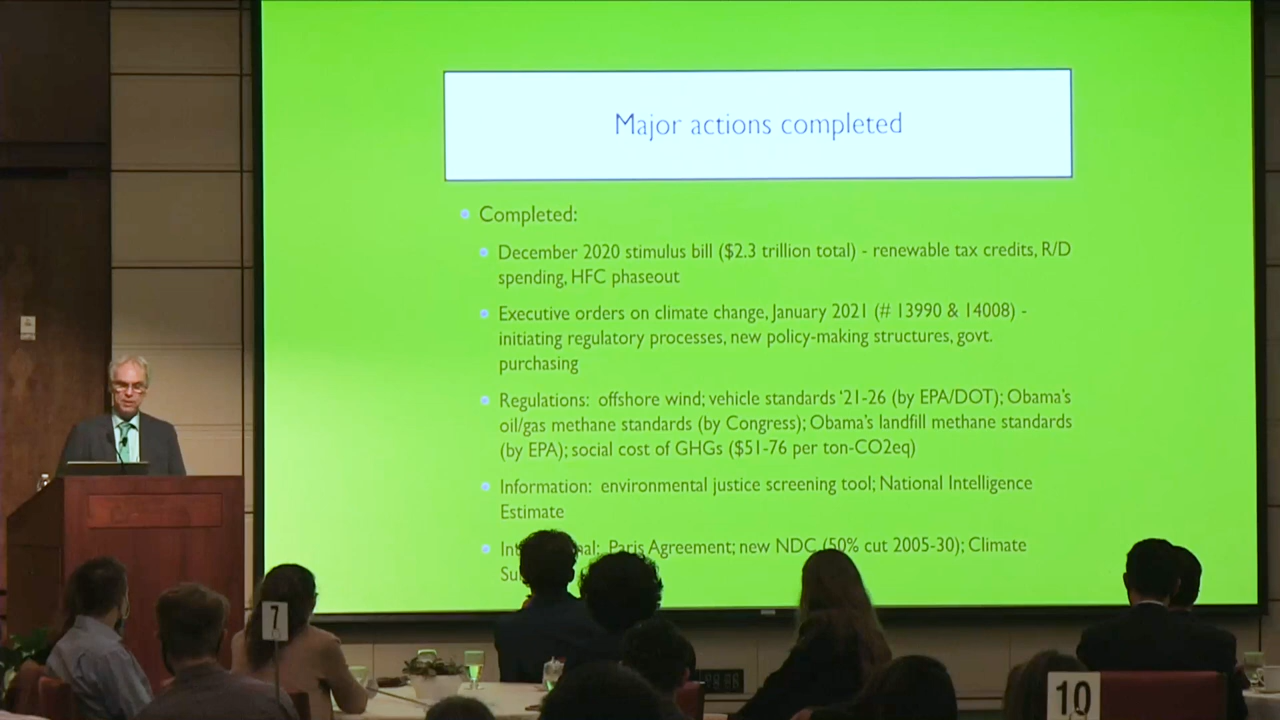 Major actions completed
Completed:
December 2020 stimulus bill ($2.3 trillion total) - renewable tax credits, R/D
spending, HFC phaseout
Executive orders on climate change, January 2021 (# 13990 & 14008) -
initiating regulatory processes, new policy-making structures, govt.
purchasing
Regulations: offshore wind; vehicle standards '21-26 (by EPA/DOT); Obama's
oil/gas methane standards (by Congress); Obama's landfill methane standards
(by EPA); social cost of GHGs ($51-76 per ton-CO2eq)
Information: environmental justice screening tool; National Intelligence
Estimate
Paris Agreement; new NDC (50% cut 2005-30); Climate
7
10